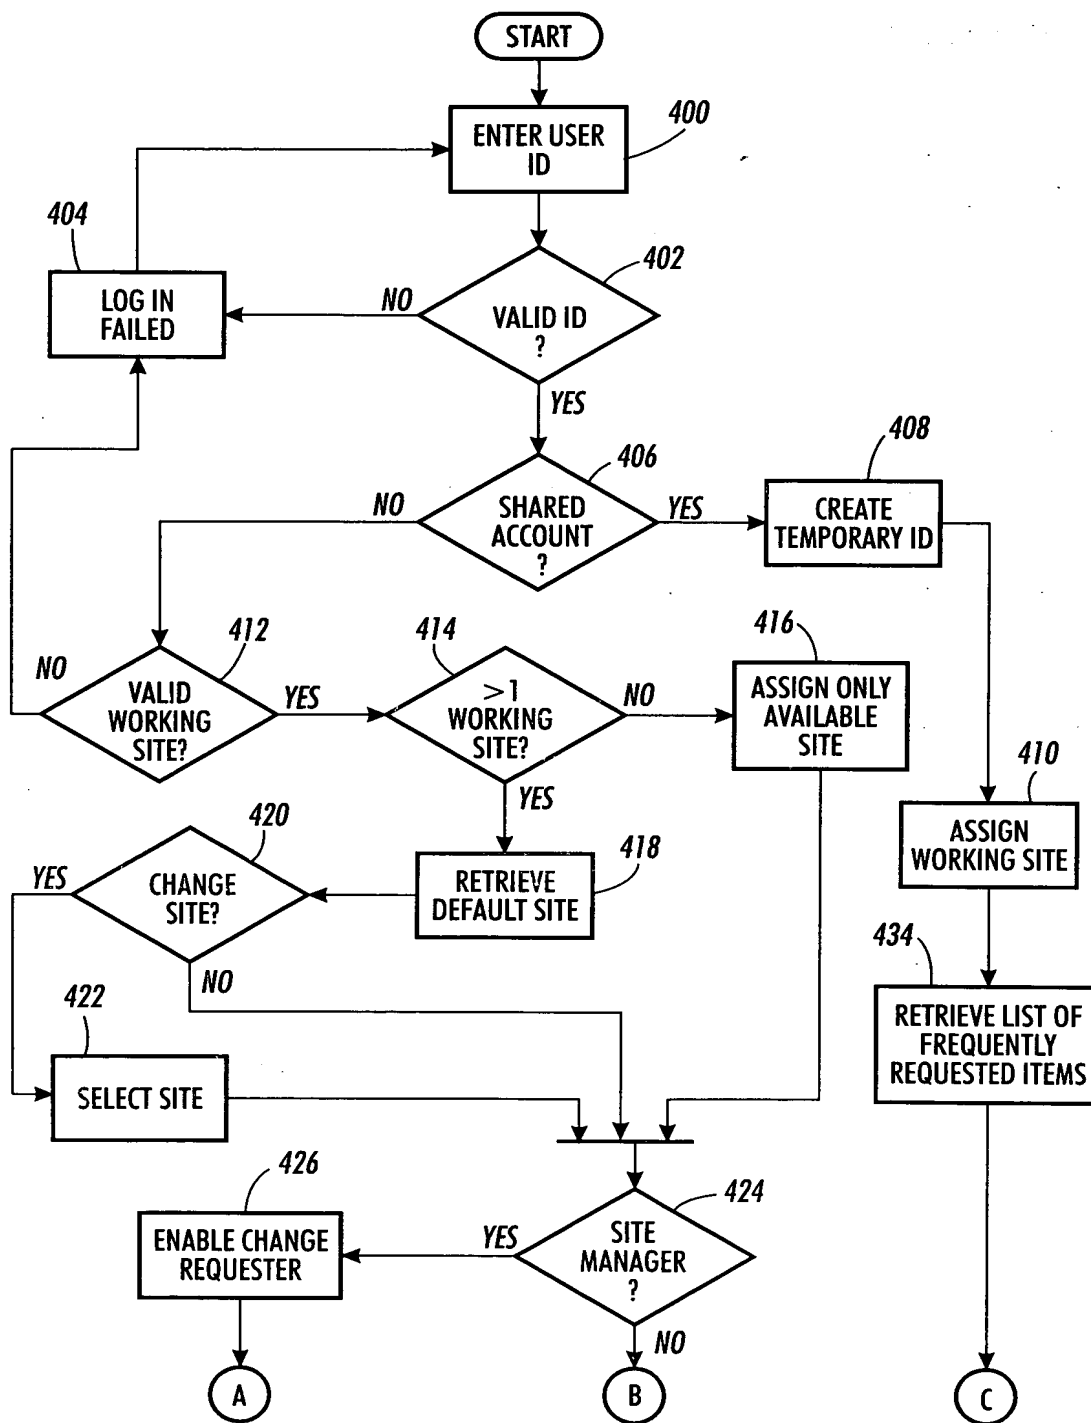 START
400
ENTER USER
ID
404
402
LOG IN
FAILED
NO
VALID ID
?
YES
406
408
NO
SHARED
ACCOUNT
?
YES
CREATE
TEMPORARY ID
412
414
416
NO
VALID
WORKING
SITE?
YES
>1
WORKING
SITE?
NO
ASSIGN ONLY
AVAILABLE
SITE
YES
410
ASSIGN
WORKING SITE
420
418
YES
CHANGE
SITE?
RETRIEVE
DEFAULT SITE
434
NO
422
RETRIEVE LIST OF
FREQUENTLY
REQUESTED ITEMS
SELECT SITE
426
424
ENABLE CHANGE
REQUESTER
YES
SITE
MANAGER
?
NO
A
B
C